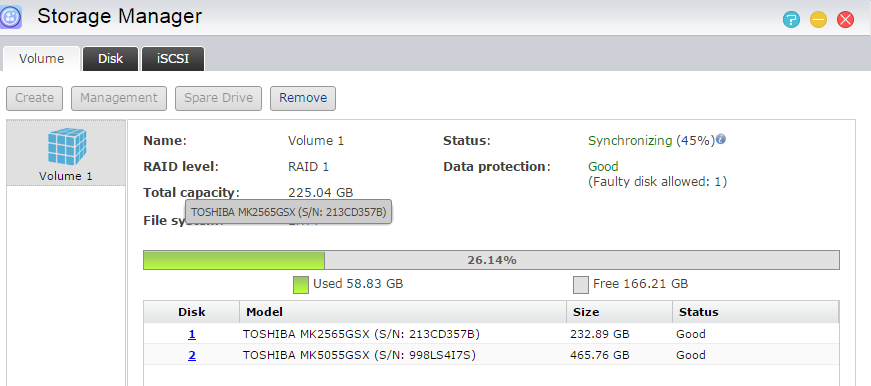 Storage Manager
Volume Disk iSCSI
Create Management Spare Drive Remove
Volume 1
Name: Volume 1 Status: Synchronizing (45%)
RAID level: RAID 1 Data protection: Good
(Faulty disk allowed: 1)
Total capacity: 225.04 GB
TOSHIBA MK2565GSX (S/N: 213CD357B)
File
26.14%
Used 58.83 GB Free 166.21 GB
Disk Model Size Status
1 TOSHIBA MK2565GSX (S/N: 213CD357B) 232.89 GB Good
2 TOSHIBA MK5055GSX (S/N: 998LS4I7S) 465.76 GB Good